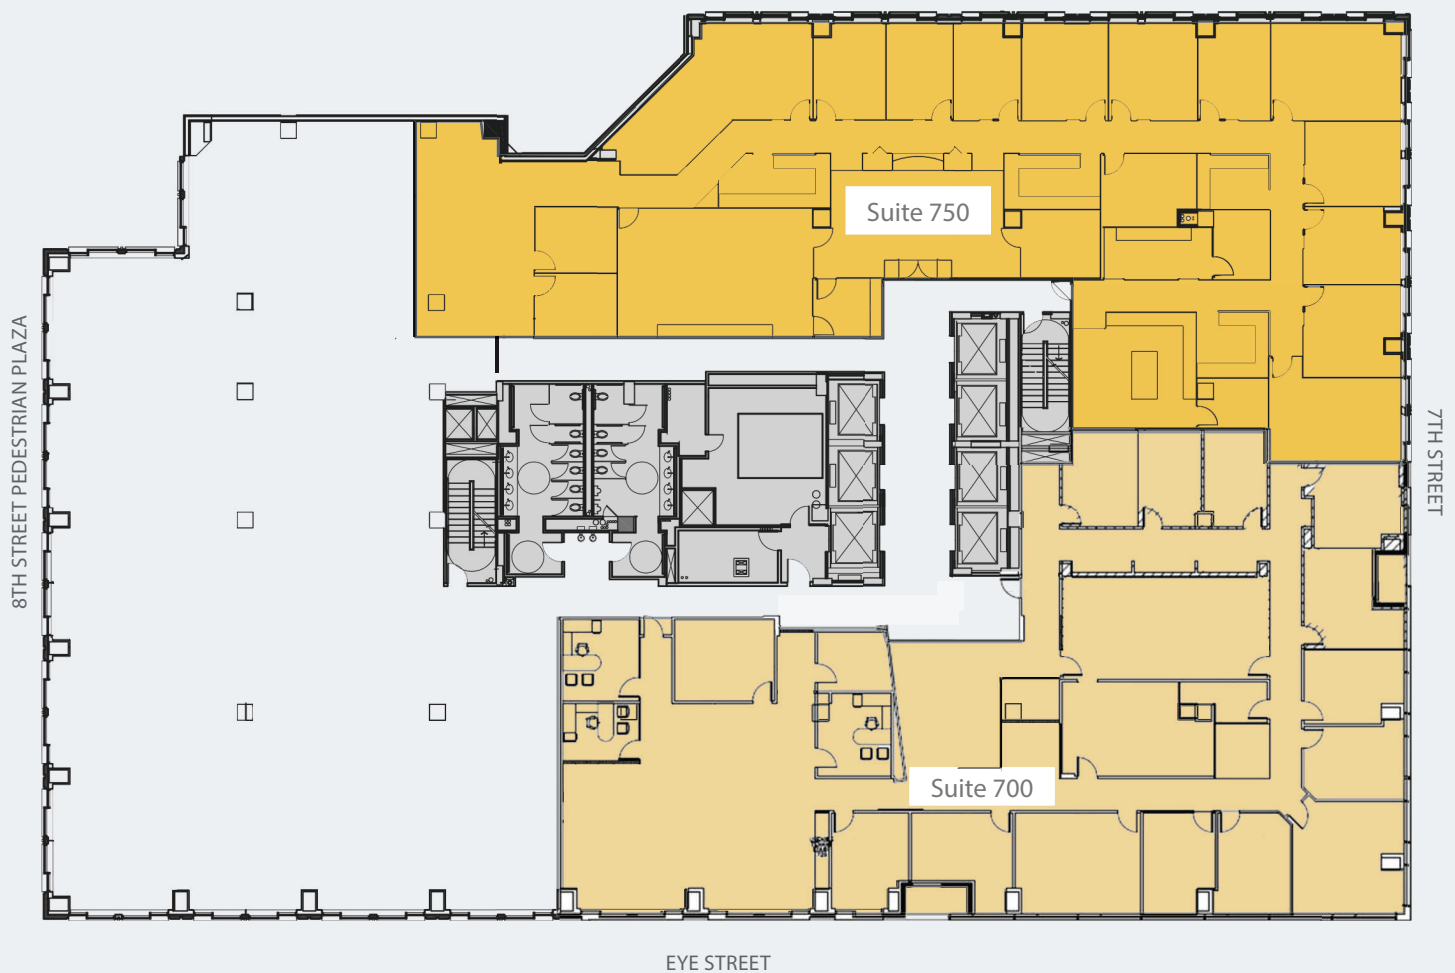 Suite 750
8TH STREET PEDESTRIAN PLAZA
7TH STREET
Suite 700
EYE STREET